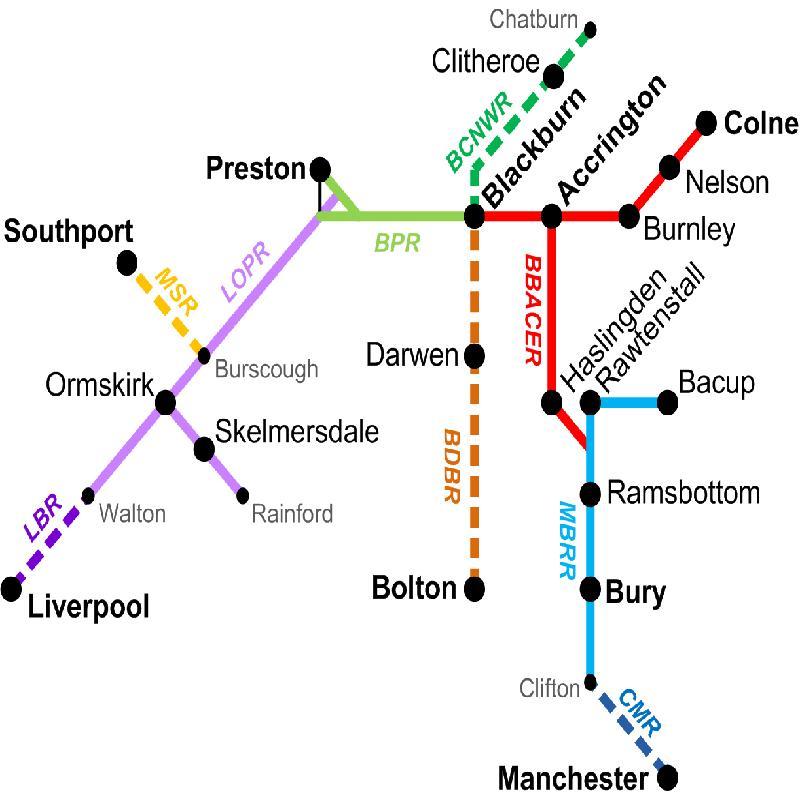 Chatburn
Clitheroe
BCNWR
Blackburn
Accrington
Colne
Preston
Nelson
Southport
BPR
Burnley
MSR
LOPR
BBACER
Haslingden
Rawtenstall
Burscough
Darwen
Ormskirk
Bacup
Skelmersdale
BDBR
LBR
Walton
Rainford
Ramsbottom
MBRR
Liverpool
Bolton
Bury
Clifton
CMR
Manchester